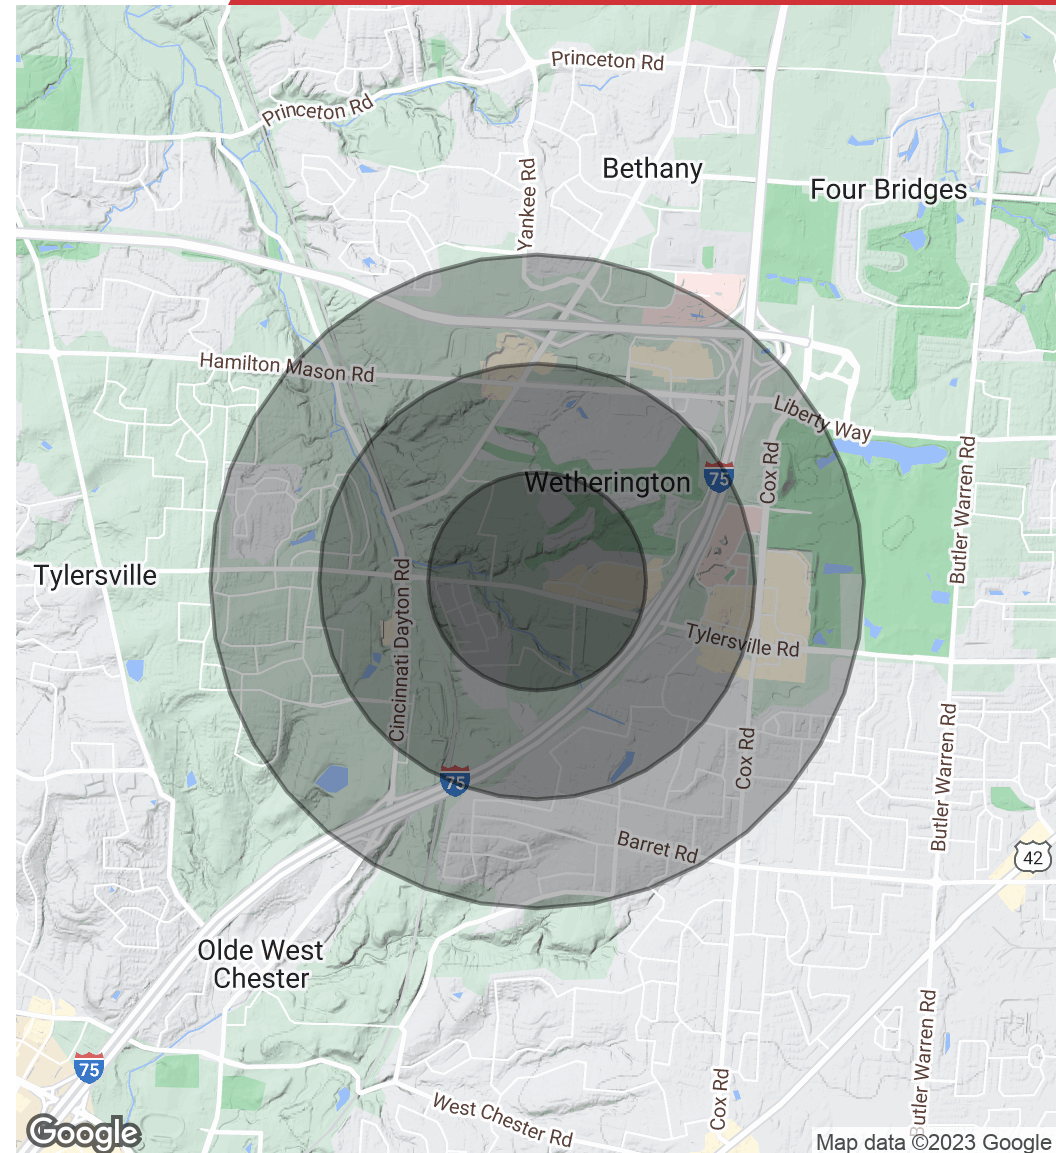 Princeton Rd
Princeton Rd
Bethany
Four Bridges
Yankee Rd
Hamilton Mason Rd
Liberty Way
Wetherington
75
Cox Rd
Butler Warren Rd
Tylersville
Cincinnati Dayton Rd
Tylersville Rd
Cox Rd
Butler Warren Rd
75
Barret Rd
42
Olde West
Chester
75
Butler Warren Rd
Cox Rd
West Chester Rd
Google
Map data ©2023 Google